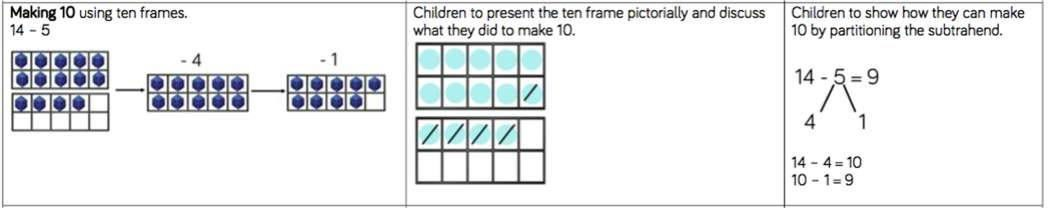 Making 10 using ten frames.
14 – 5
- 4
- 1
Children to present the ten frame pictorially and discuss
what they did to make 10.
Children to show how they can make
10 by partitioning the subtrahend.
14 - 5 = 9
4 1
14 – 4 = 10
10 – 1 = 9